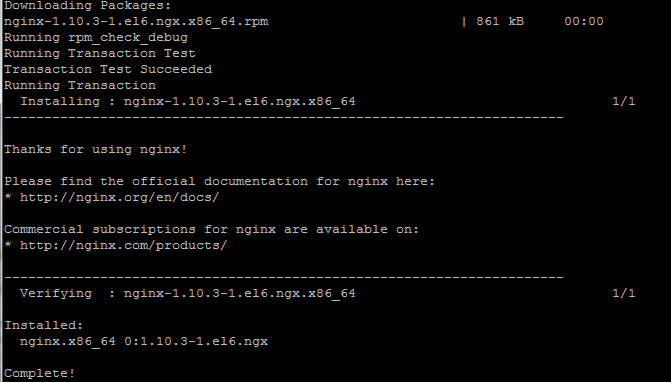 Downloading Packages:
nginx-1.10.3-1.el6.ngx.x86_64.rpm | 861 kB 00:00
Running rpm_check_debug
Running Transaction Test
Transaction Test Succeeded
Running Transaction
Installing : nginx-1.10.3-1.el6.ngx.x86_64 1/1
----------------------------------------------------------------------
Thanks for using nginx!
Please find the official documentation for nginx here:
* http://nginx.org/en/docs/
Commercial subscriptions for nginx are available on:
* http://nginx.com/products/
----------------------------------------------------------------------
Verifying : nginx-1.10.3-1.el6.ngx.x86_64 1/1
Installed:
nginx.x86_64 0:1.10.3-1.el6.ngx
Complete!